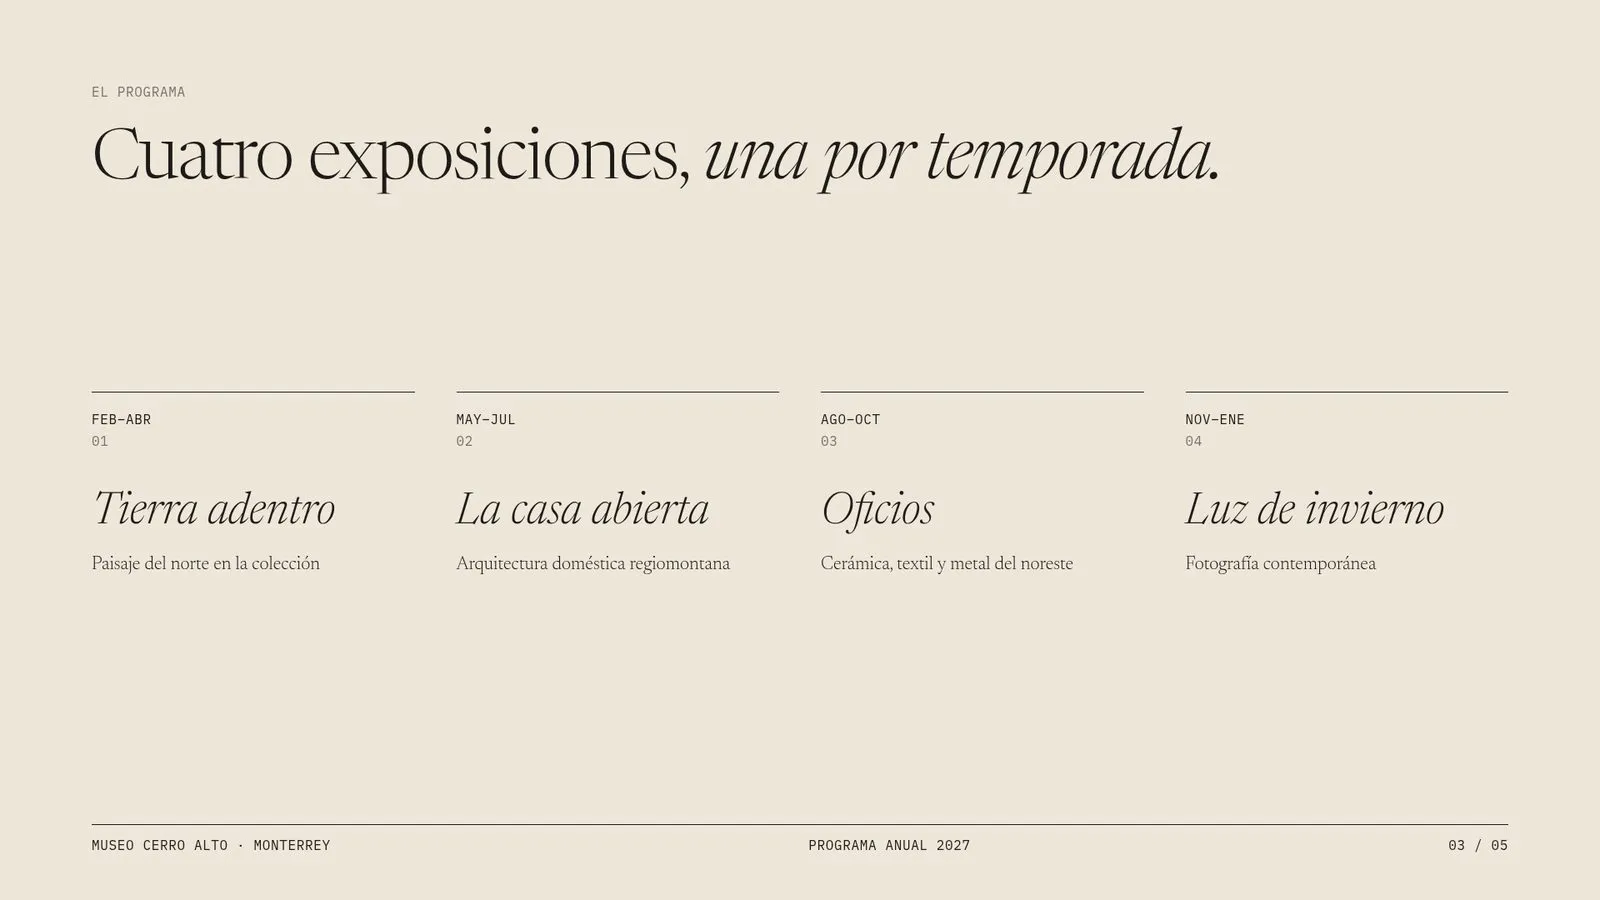 EL PROGRAMA
Cuatro exposiciones, una por temporada.
FEB–ABR
01
Tierra adentro
Paisaje del norte en la colección
MAY–JUL
02
La casa abierta
Arquitectura doméstica regiomontana
AGO–OCT
03
Oficios
Cerámica, textil y metal del noreste
NOV–ENE
04
Luz de invierno
Fotografía contemporánea
MUSEO CERRO ALTO · MONTERREY
PROGRAMA ANUAL 2027
03 / 05